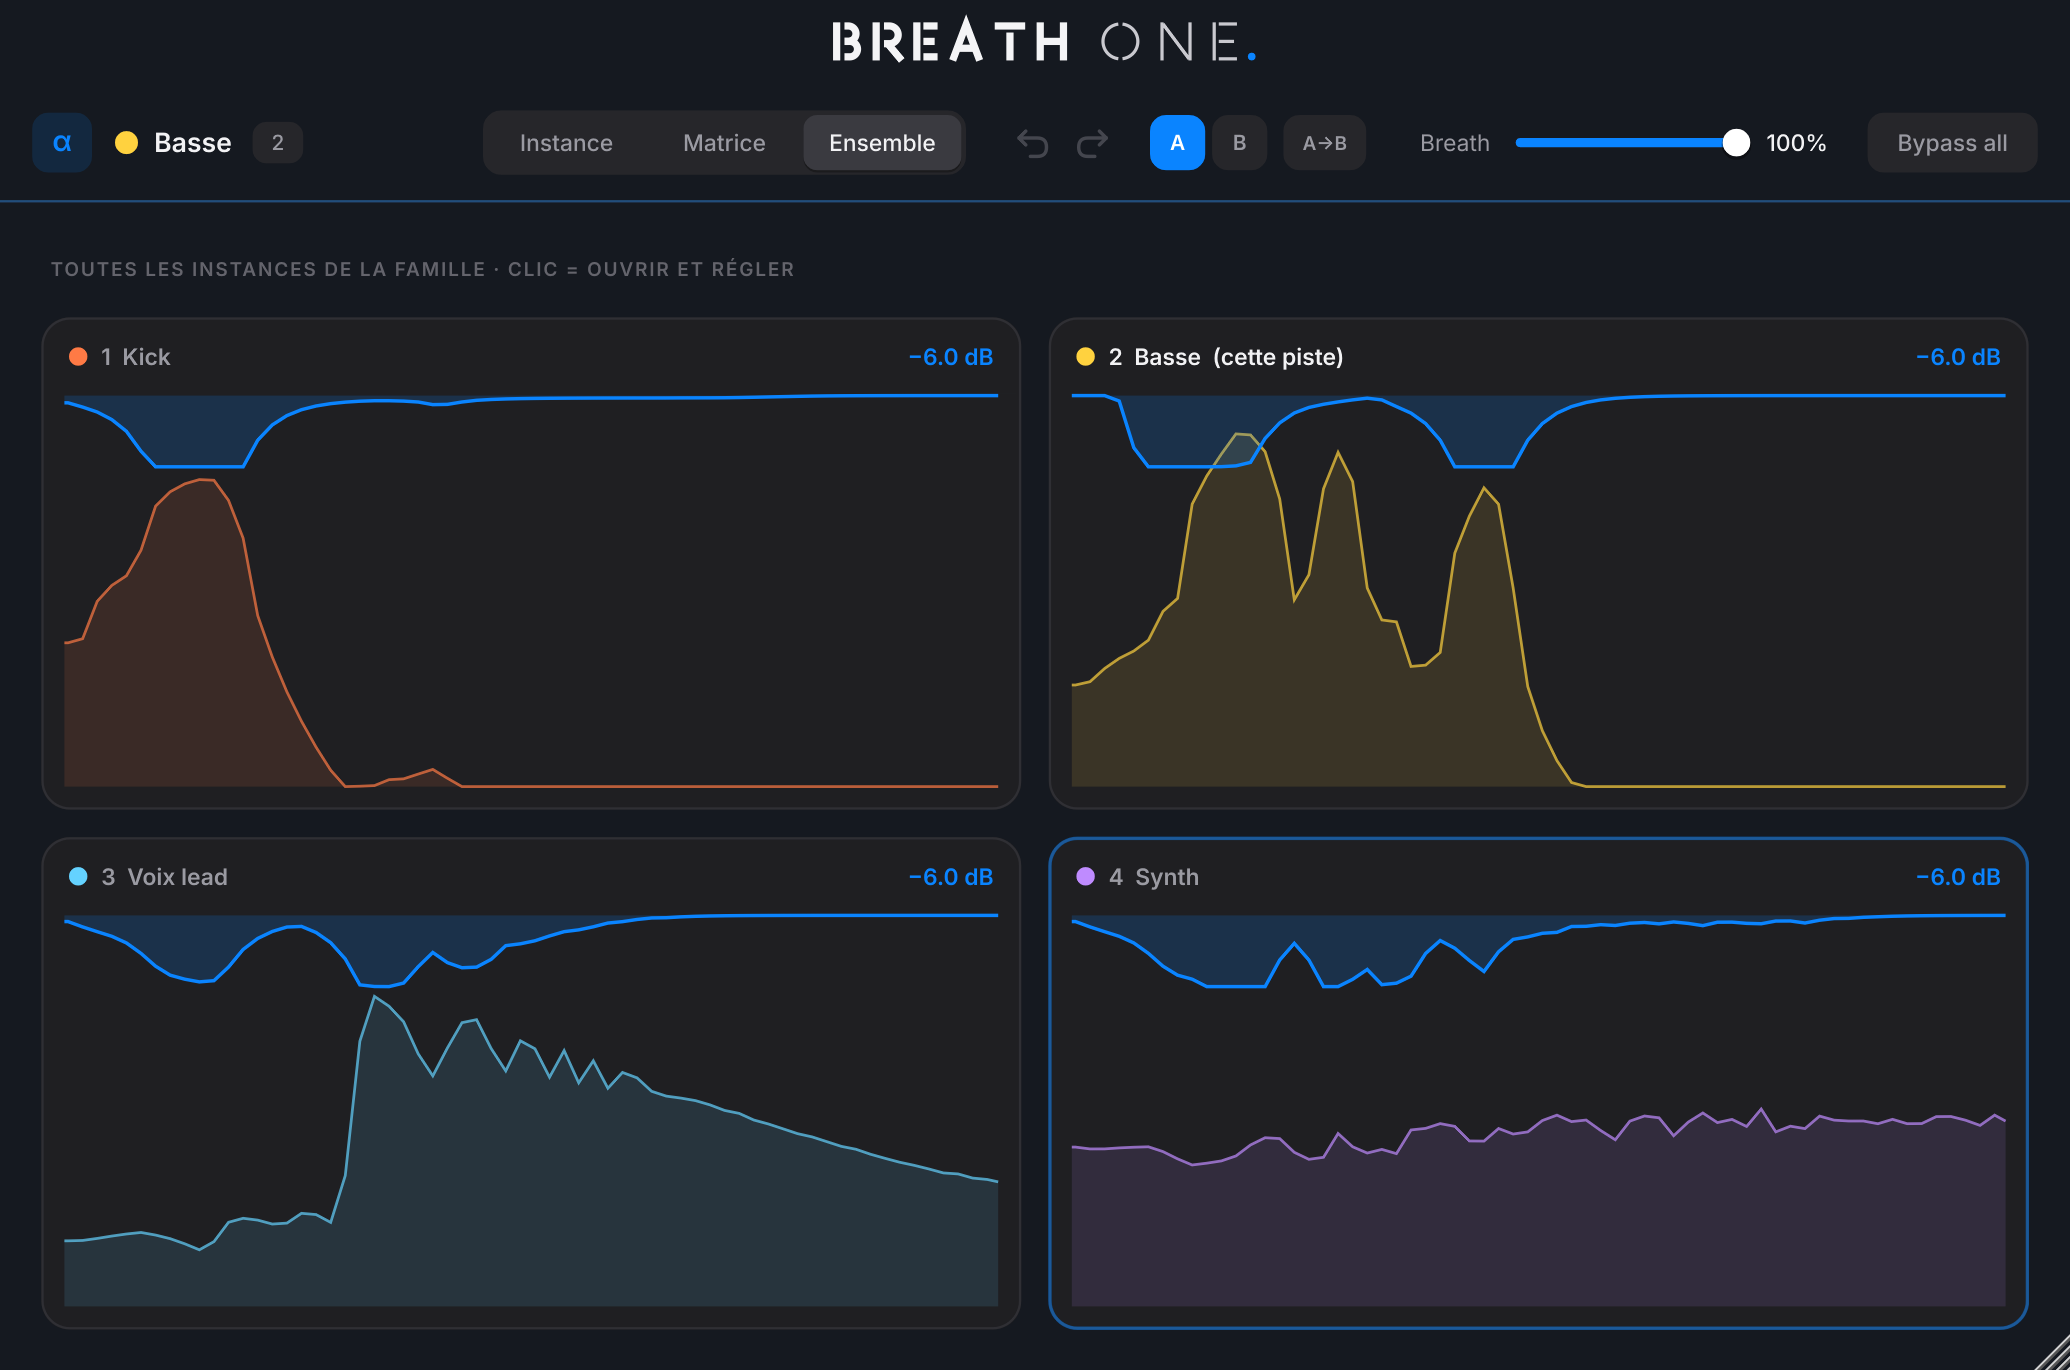 BREATH ONE.
α Basse 2 Instance Matrice Ensemble A B A→B Breath 100% Bypass all
TOUTES LES INSTANCES DE LA FAMILLE · CLIC = OUVRIR ET RÉGLER
1 Kick −6.0 dB
2 Basse (cette piste) −6.0 dB
3 Voix lead −6.0 dB
4 Synth −6.0 dB